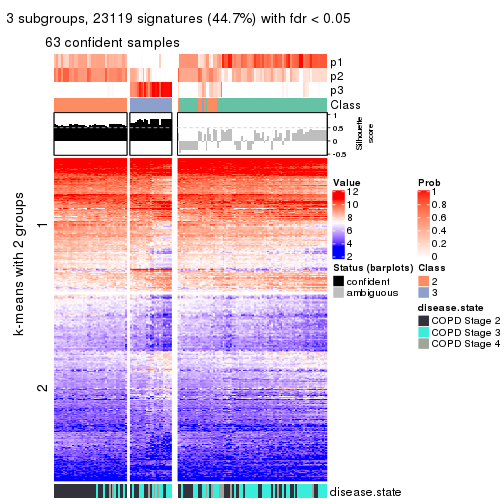 3 subgroups, 23119 signatures (44.7%) with fdr < 0.05
63 confident samples
p1
p2
p3
Class
1
0.5
0
-0.5
Silhouette
score
k-means with 2 groups
1
2
Value
12
10
8
6
4
2
Prob
1
0.8
0.6
0.4
0.2
0
Status (barplots)
confident
ambiguous
Class
2
3
disease.state
COPD Stage 2
COPD Stage 3
COPD Stage 4
disease.state